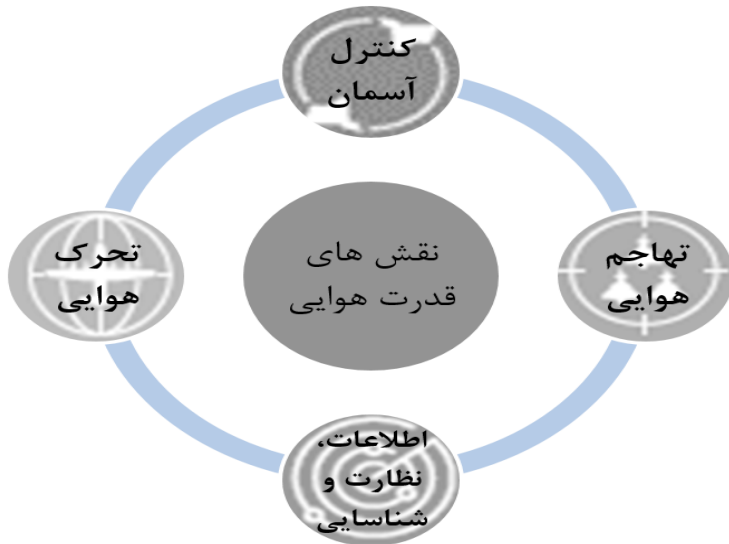 کنترل
آسمان
تهاجم
هوایی
نقش های
قدرت هوایی
تحرک
هوایی
اطلاعات،
نظارت و
شناسایی